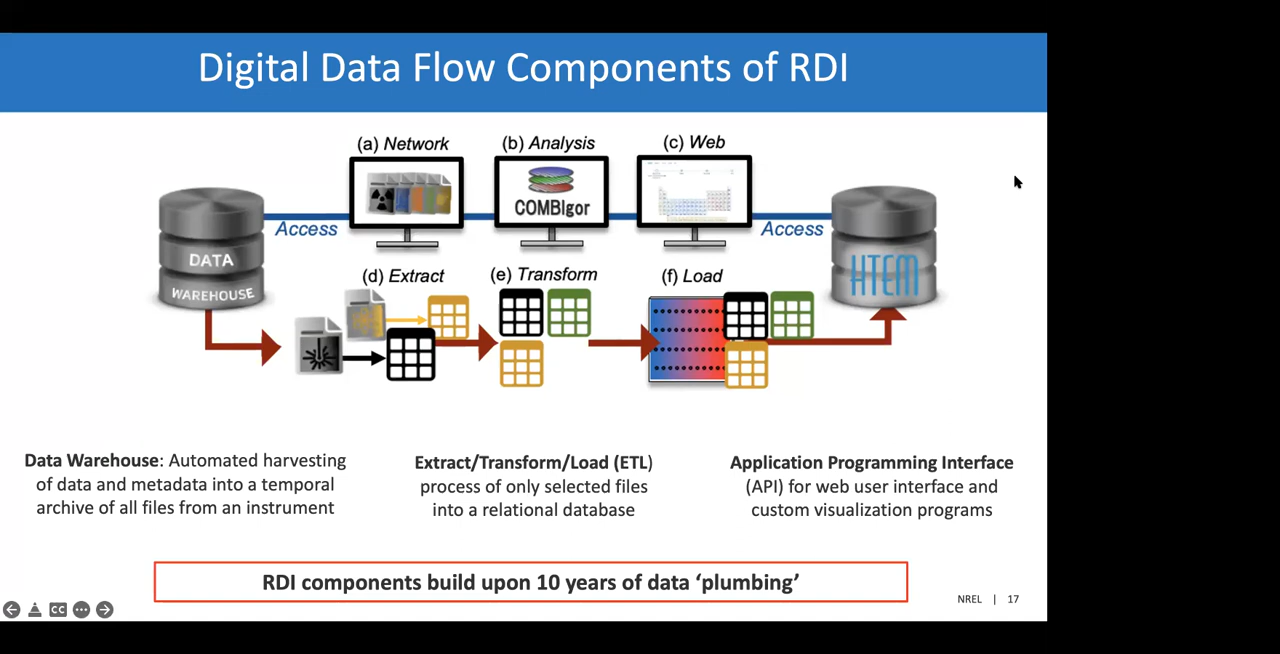 Digital Data Flow Components of RDI
(a) Network
(b) Analysis
(c) Web
COMBIgor
Access
Access
DATA
WAREHOUSE
HTEM
(d) Extract
(e) Transform
(f) Load
Data Warehouse: Automated harvesting
of data and metadata into a temporal
archive of all files from an instrument
Extract/Transform/Load (ETL)
process of only selected files
into a relational database
Application Programming Interface
(API) for web user interface and
custom visualization programs
RDI components build upon 10 years of data ‘plumbing’
NREL | 17
CC